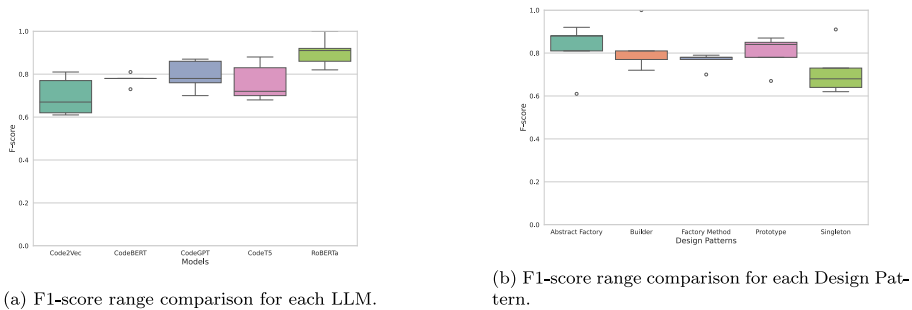 1.0
0.8
0.6
0.4
0.2
0.0
F-score
Code2Vec CodeBERT CodeGPT CodeT5 RoBERTa
Models
(a) F1-score range comparison for each LLM.
1.0
0.8
0.6
0.4
0.2
0.0
F-score
Abstract Factory Builder Factory Method Prototype Singleton
Design Patterns
(b) F1-score range comparison for each Design Pat-
tern.